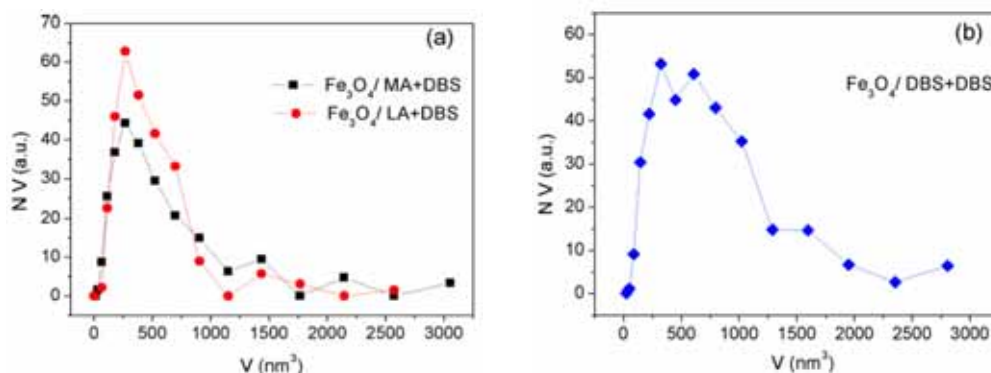 70
60
50
40
30
20
10
0
N V (a.u.)
(a)
Fe₃O₄/ MA+DBS
Fe₃O₄/ LA+DBS
0 500 1000 1500 2000 2500 3000
V (nm³)
60
50
40
30
20
10
0
N V (a.u.)
(b)
Fe₃O₄/ DBS+DBS
0 500 1000 1500 2000 2500 3000
V (nm³)